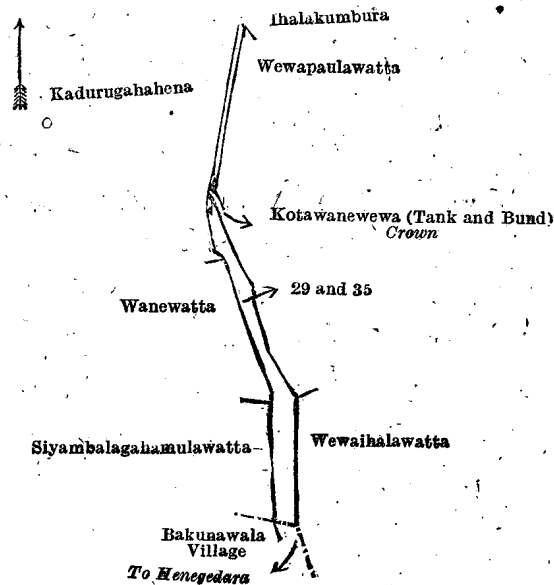 Ihalakumbura
Wewapaulawatta
Kadurugahahena
Kotawanewewa (Tank and Bund)
Crown
29 and 35
Wanewatta
Siyambalagahamulawatta
Wewaihalawatta
Bakunawala
Village
To Henegedara